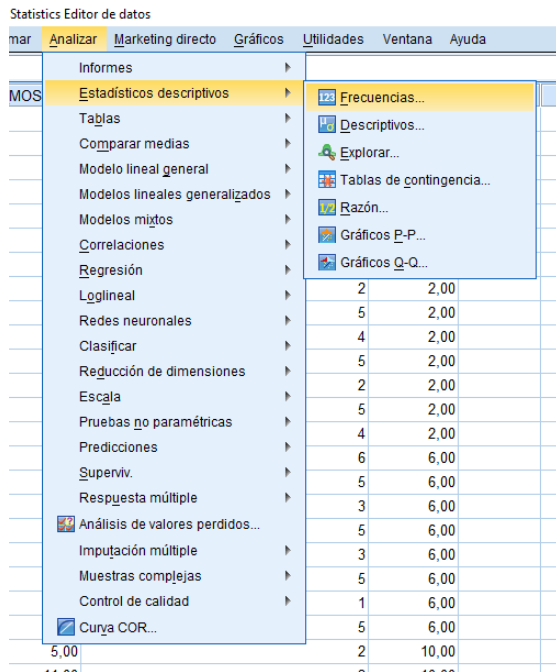 Statistics Editor de datos
mar Analizar Marketing directo Gráficos Utilidades Ventana Ayuda
Informes
MOS
Estadísticos descriptivos
Tablas
Comparar medias
Modelo lineal general
Modelos lineales generalizados
Modelos mixtos
Correlaciones
Regresión
Loglineal
Redes neuronales
Clasificar
Reducción de dimensiones
Escala
Pruebas no paramétricas
Predicciones
Superviv.
Respuesta múltiple
Análisis de valores perdidos...
Imputación múltiple
Muestras complejas
Control de calidad
Curva COR...
123 Frecuencias...
Descriptivos...
Explorar...
Tablas de contingencia...
1/2 Razón...
Gráficos P-P...
Gráficos Q-Q...
2 2,00
5 2,00
4 2,00
5 2,00
2 2,00
5 2,00
4 2,00
6 6,00
5 6,00
3 6,00
5 6,00
3 6,00
5 6,00
1 6,00
5 6,00
5,00 2 10,00